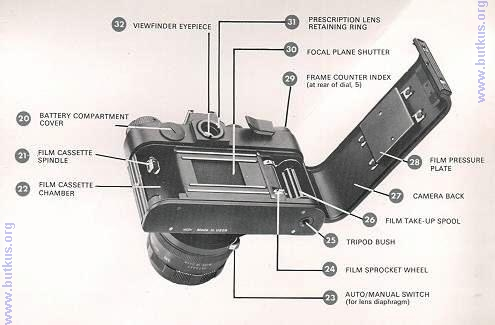 32 VIEWFINDER EYEPIECE
31 PRESCRIPTION LENS
RETAINING RING
30 FOCAL PLANE SHUTTER
29 FRAME COUNTER INDEX
(at rear of dial, 5)
20 BATTERY COMPARTMENT
COVER
21 FILM CASSETTE
SPINDLE
22 FILM CASSETTE
CHAMBER
28 FILM PRESSURE
PLATE
27 CAMERA BACK
26 FILM TAKE-UP SPOOL
25 TRIPOD BUSH
24 FILM SPROCKET WHEEL
23 AUTO/MANUAL SWITCH
(for lens diaphragm)
MADE IN USSR
www.butkus.org
www.butkus.org